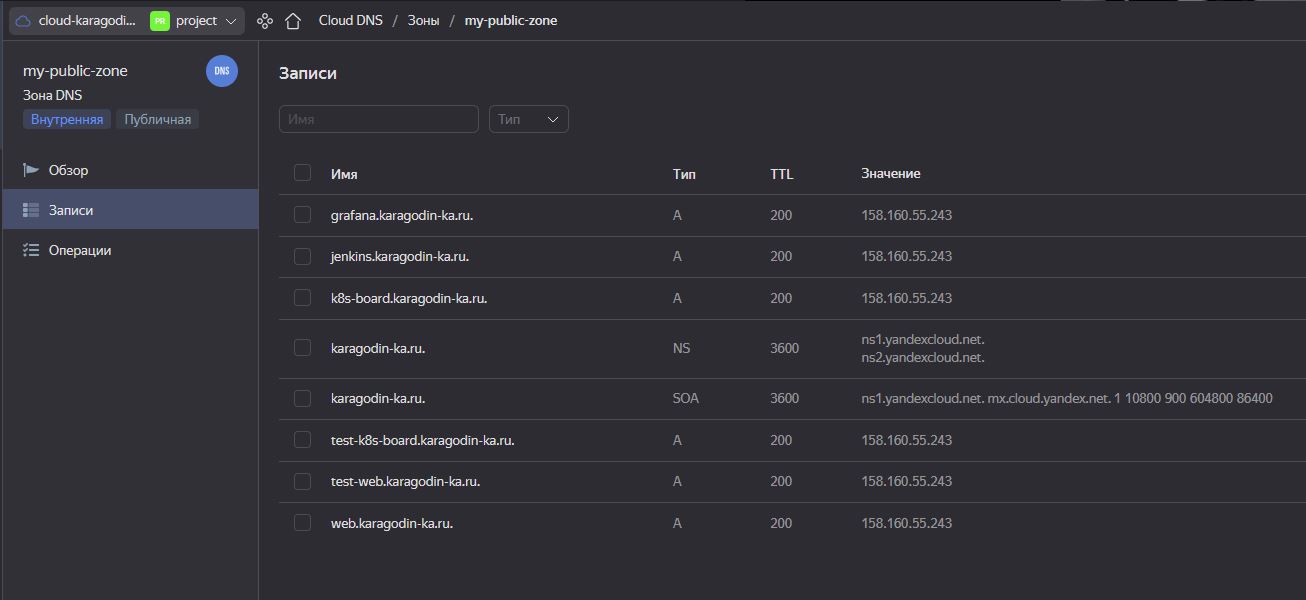 cloud-karagodi... PR project Cloud DNS / Зоны / my-public-zone
my-public-zone DNS
Зона DNS
Внутренняя Публичная
Обзор
Записи
Операции
Записи
Имя Тип
Имя Тип TTL Значение
grafana.karagodin-ka.ru. A 200 158.160.55.243
jenkins.karagodin-ka.ru. A 200 158.160.55.243
k8s-board.karagodin-ka.ru. A 200 158.160.55.243
karagodin-ka.ru. NS 3600 ns1.yandexcloud.net.
ns2.yandexcloud.net.
karagodin-ka.ru. SOA 3600 ns1.yandexcloud.net. mx.cloud.yandex.net. 1 10800 900 604800 86400
test-k8s-board.karagodin-ka.ru. A 200 158.160.55.243
test-web.karagodin-ka.ru. A 200 158.160.55.243
web.karagodin-ka.ru. A 200 158.160.55.243